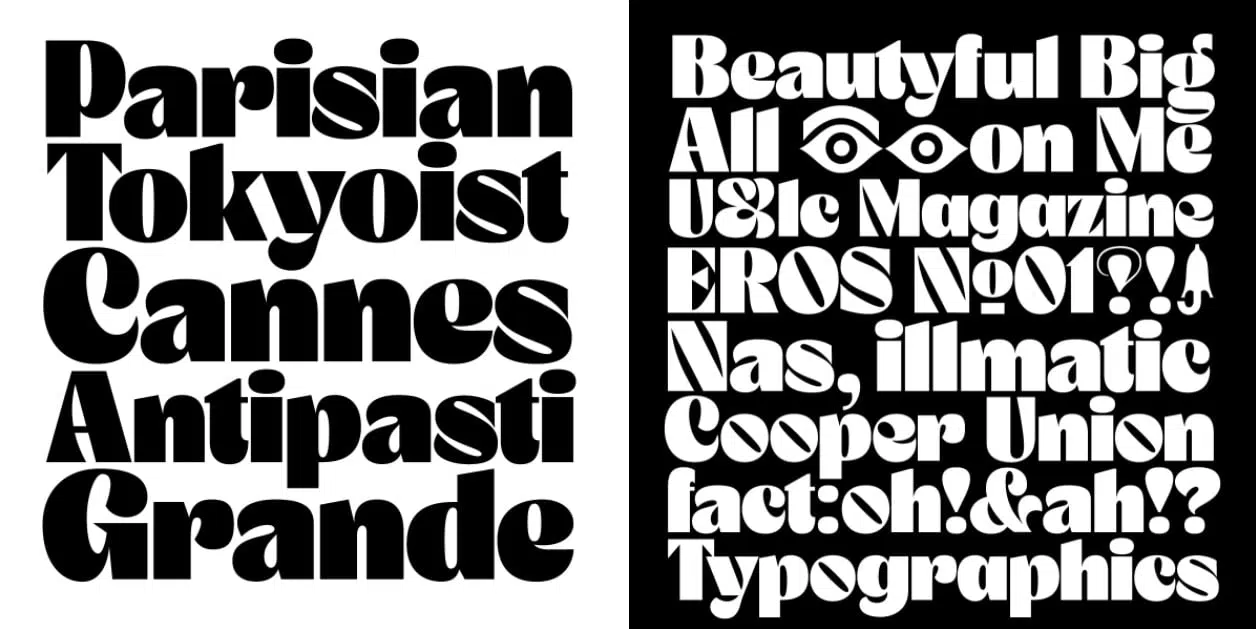 Parisian
Tokyoist
Cannes
Antipasti
Grande
Beautyful Big
All on Me
U&lc Magazine
EROS Nº01?!!
Nas, illmatic
Cooper Union
fact:oh!&ah!?
Typographics